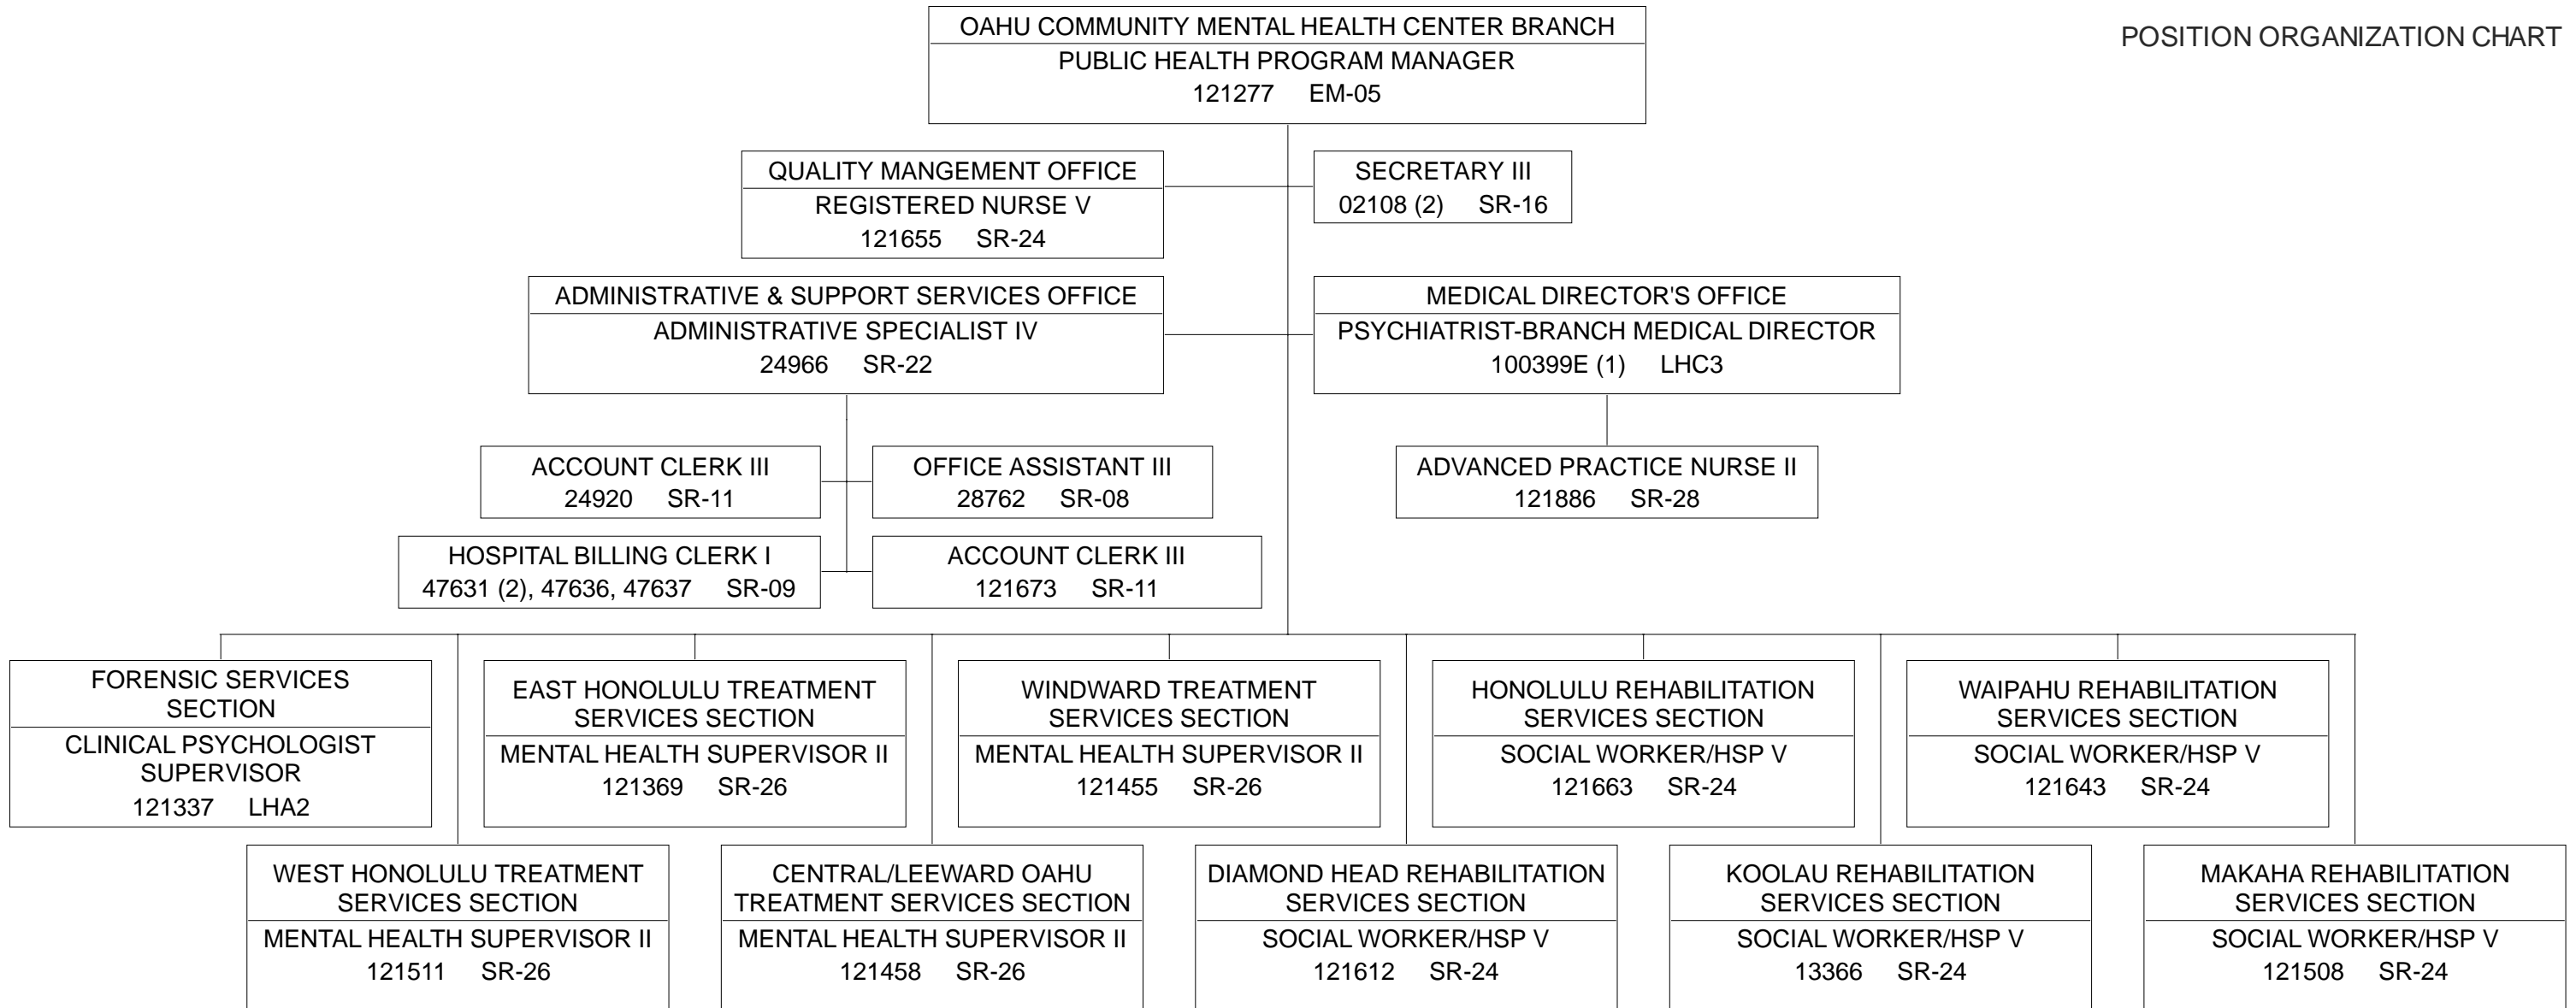 OAHU COMMUNITY MENTAL HEALTH CENTER BRANCH
PUBLIC HEALTH PROGRAM MANAGER
121277 EM-05
POSITION ORGANIZATION CHART
QUALITY MANGEMENT OFFICE
REGISTERED NURSE V
121655 SR-24
SECRETARY III
02108 (2) SR-16
ADMINISTRATIVE & SUPPORT SERVICES OFFICE
ADMINISTRATIVE SPECIALIST IV
24966 SR-22
MEDICAL DIRECTOR'S OFFICE
PSYCHIATRIST-BRANCH MEDICAL DIRECTOR
100399E (1) LHC3
ACCOUNT CLERK III
24920 SR-11
OFFICE ASSISTANT III
28762 SR-08
ADVANCED PRACTICE NURSE II
121886 SR-28
HOSPITAL BILLING CLERK I
47631 (2), 47636, 47637 SR-09
ACCOUNT CLERK III
121673 SR-11
FORENSIC SERVICES
SECTION
CLINICAL PSYCHOLOGIST
SUPERVISOR
121337 LHA2
EAST HONOLULU TREATMENT
SERVICES SECTION
MENTAL HEALTH SUPERVISOR II
121369 SR-26
WINDWARD TREATMENT
SERVICES SECTION
MENTAL HEALTH SUPERVISOR II
121455 SR-26
HONOLULU REHABILITATION
SERVICES SECTION
SOCIAL WORKER/HSP V
121663 SR-24
WAIPAHU REHABILITATION
SERVICES SECTION
SOCIAL WORKER/HSP V
121643 SR-24
WEST HONOLULU TREATMENT
SERVICES SECTION
MENTAL HEALTH SUPERVISOR II
121511 SR-26
CENTRAL/LEEWARD OAHU
TREATMENT SERVICES SECTION
MENTAL HEALTH SUPERVISOR II
121458 SR-26
DIAMOND HEAD REHABILITATION
SERVICES SECTION
SOCIAL WORKER/HSP V
121612 SR-24
KOOLAU REHABILITATION
SERVICES SECTION
SOCIAL WORKER/HSP V
13366 SR-24
MAKAHA REHABILITATION
SERVICES SECTION
SOCIAL WORKER/HSP V
121508 SR-24